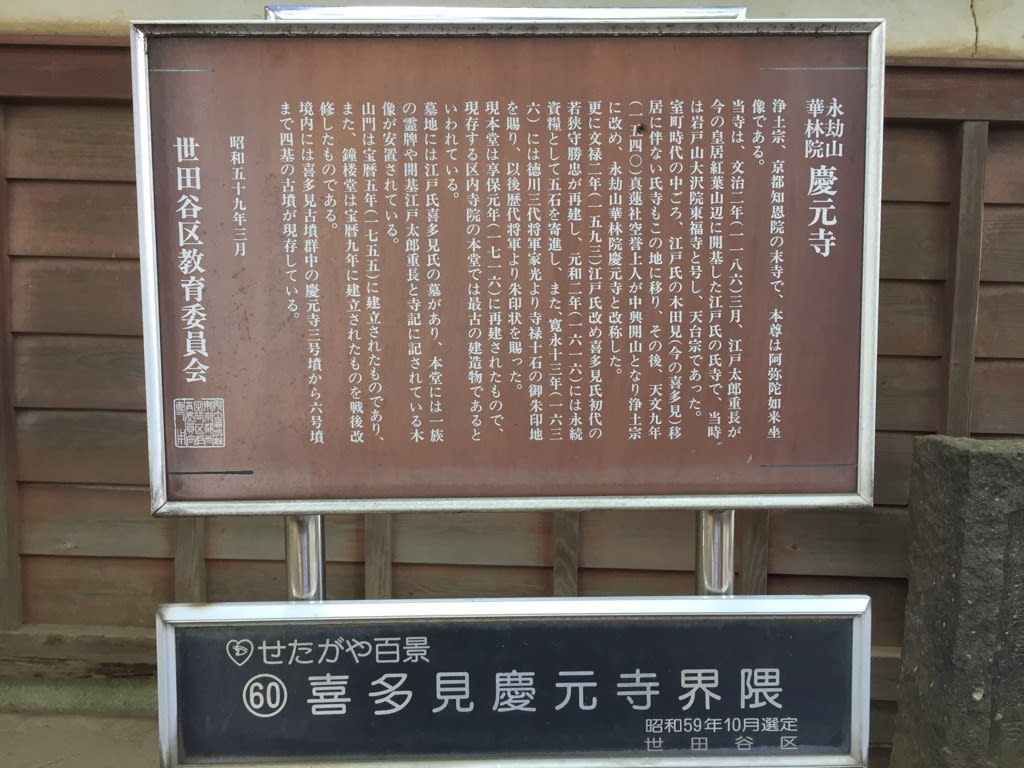 永劫山
華林院 慶元寺
浄土宗、京都知恩院の末寺で、本尊は阿弥陀如来坐
像である。
当寺は、文治二年(一一八六)三月、江戸太郎重長が
今の皇居紅葉山辺に開基した江戸氏の氏寺で、当時
は岩戸山大沢院東福寺と号し、天台宗であった。
室町時代の中ごろ、江戸氏の木田見(今の喜多見)移
居に伴ない氏寺もこの地に移り、その後、天文九年
(一五四〇)真蓮社空誉上人が中興開山となり浄土宗
に改め、永劫山華林院慶元寺と改称した。
更に文禄二年(一五九三)江戸氏改め喜多見氏初代の
若狭守勝忠が再建し、元和二年(一六一六)には永続
資糧として五石を寄進し、また、寛永十三年(一六三
六)には徳川三代将軍家光より寺禄十石の御朱印地
を賜り、以後歴代将軍より朱印状を賜った。
現本堂は享保元年(一七一六)に再建されたもので、
現存する区内寺院の本堂では最古の建造物であると
いわれている。
墓地には江戸氏喜多見氏の墓があり、本堂には一族
の霊牌や開基江戸太郎重長と寺記に記されている木
像が安置されている。
山門は宝暦五年(一七五五)に建立されたものであり、
また、鐘楼堂は宝暦九年に建立されたものを戦後改
修したものである。
境内には喜多見古墳群中の慶元寺三号墳から六号墳
まで四基の古墳が現存している。
昭和五十九年三月
世田谷区教育委員会
せたがや百景
60 喜多見慶元寺界隈
昭和59年10月選定
世田谷区